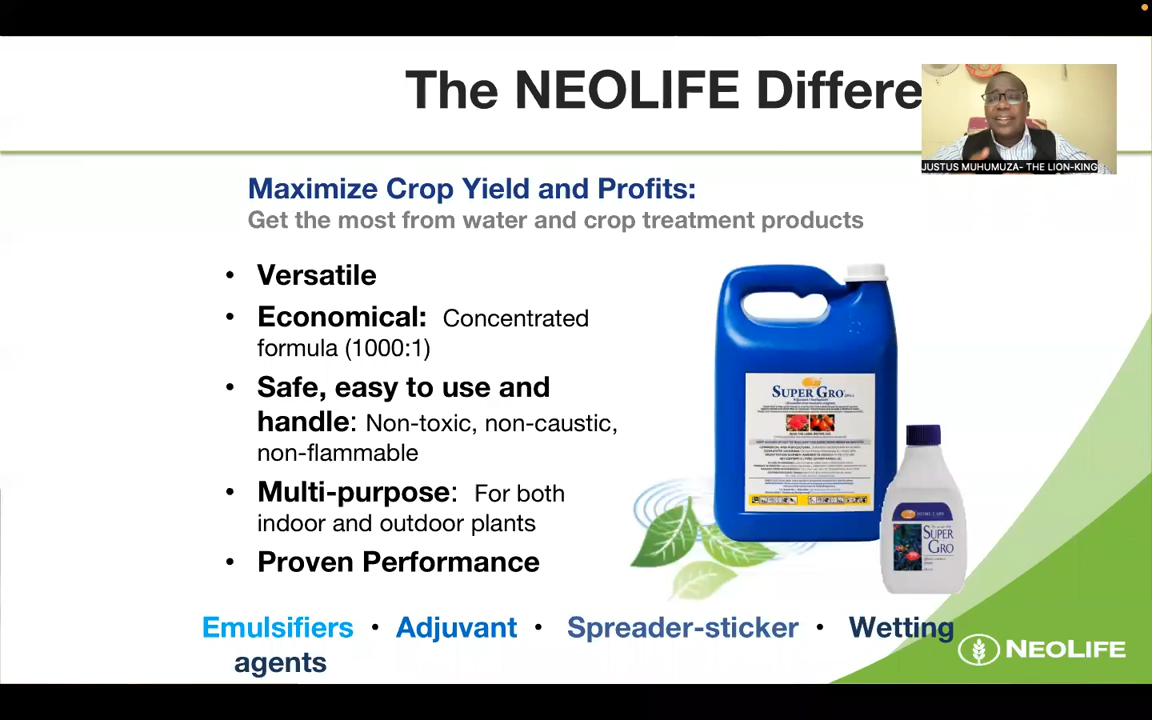 The NEOLIFE Differe
JUSTUS MUHUMUZA- THE LION-KING
Maximize Crop Yield and Profits:
Get the most from water and crop treatment products
• Versatile
• Economical: Concentrated
formula (1000:1)
• Safe, easy to use and
handle: Non-toxic, non-caustic,
non-flammable
• Multi-purpose: For both
indoor and outdoor plants
• Proven Performance
SUPER GRO
SUPER
GRO
Emulsifiers • Adjuvant • Spreader-sticker • Wetting
agents
NEOLIFE